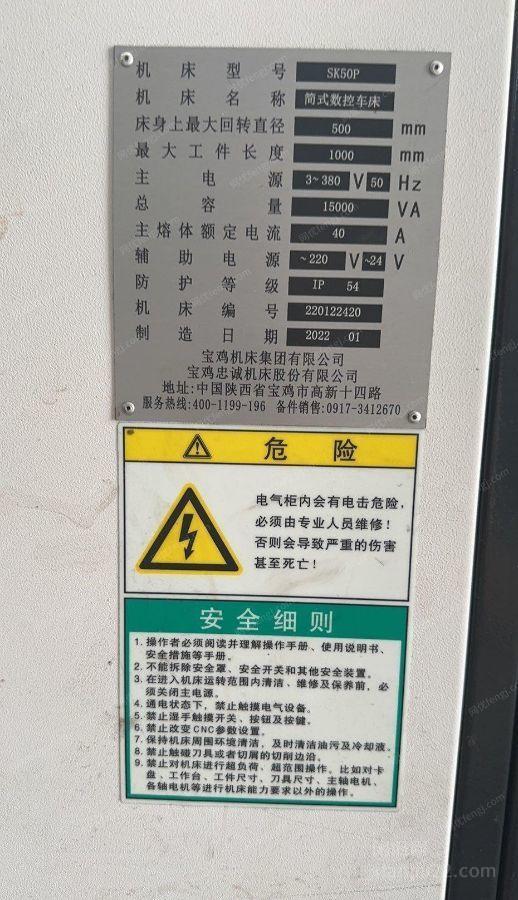 机床型号 SK50P
机床名称 简式数控车床
床身上最大回转直径 500 mm
最大工件长度 1000 mm
主电源 3~380 V 50 Hz
总容量 15000 VA
主熔体额定电流 40 A
辅助电源 ~220 V ~24 V
防护等级 IP 54
机床编号 220122420
制造日期 2022 01
宝鸡机床集团有限公司
宝鸡忠诚机床股份有限公司
地址:中国陕西省宝鸡市高新十四路
服务热线:400-1199-196 备件销售:0917-3412670
危险
电气柜内会有电击危险,
必须由专业人员维修!
否则会导致严重的伤害
甚至死亡!
安全细则
1. 操作者必须阅读并理解操作手册、使用说明书、
安全措施等手册。
2. 不能拆除安全罩、安全开关和其他安全装置。
3. 在进入机床运转范围内清洁、维修及保养前,必
须关闭主电源。
4. 通电状态下,禁止触摸电气设备。
5. 禁止湿手触摸开关、按钮及按键。
6. 禁止改变CNC参数设置。
7. 保持机床周围环境清洁,及时清洁油污及冷却液。
8. 禁止触碰刀具或者切屑的切削边沿。
9. 禁止对机床进行超负荷、超范围操作。比如对卡
盘、工作台、工件尺寸、刀具尺寸、主轴电机、
各轴电机等进行机床能力要求以外的操作。